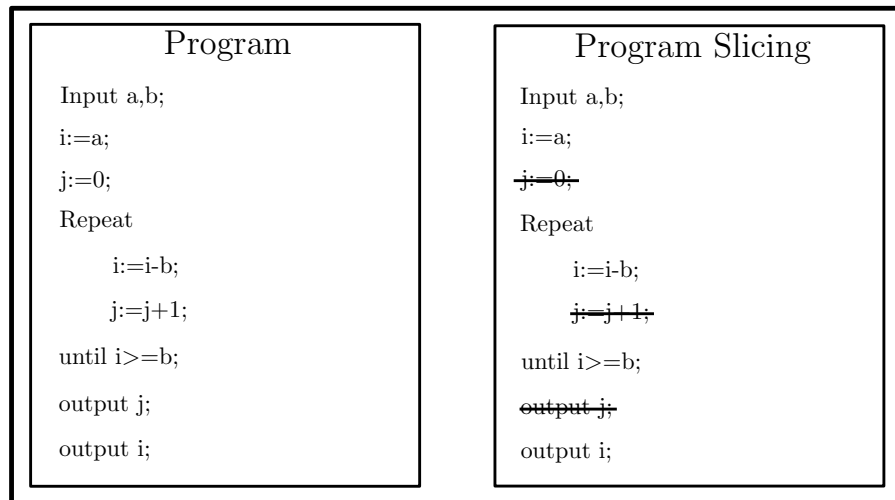 Program
Input a,b;
i:=a;
j:=0;
Repeat
i:=i-b;
j:=j+1;
until i>=b;
output j;
output i;
Program Slicing
Input a,b;
i:=a;
j:=0;
Repeat
i:=i-b;
j:=j+1;
until i>=b;
output j;
output i;